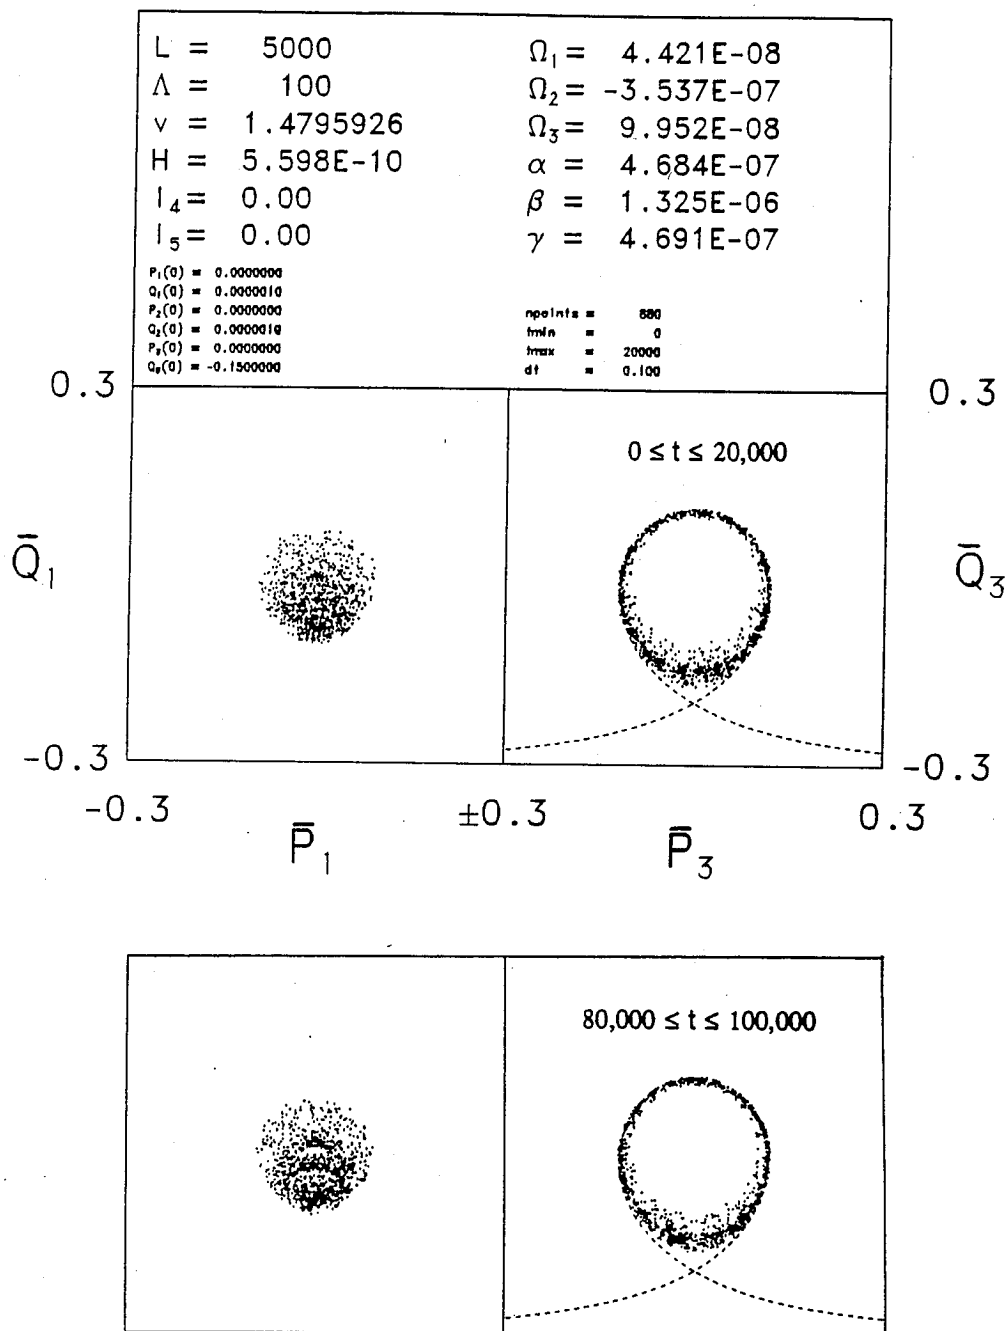 L = 5000
Λ = 100
v = 1.4795926
H = 5.598E-10
I₄= 0.00
I₅= 0.00
Ω₁= 4.421E-08
Ω₂= -3.537E-07
Ω₃= 9.952E-08
α = 4.684E-07
β = 1.325E-06
γ = 4.691E-07
P₁(0) = 0.0000000
Q₁(0) = 0.0000010
P₂(0) = 0.0000000
Q₂(0) = 0.0000010
P₃(0) = 0.0000000
Q₃(0) = -0.1500000
npoints = 680
tmin = 0
tmax = 20000
dt = 0.100
0.3
0.3
0 ≤ t ≤ 20,000
Q̄₁
Q̄₃
-0.3
-0.3
-0.3
±0.3
0.3
P̄₁
P̄₃
80,000 ≤ t ≤ 100,000